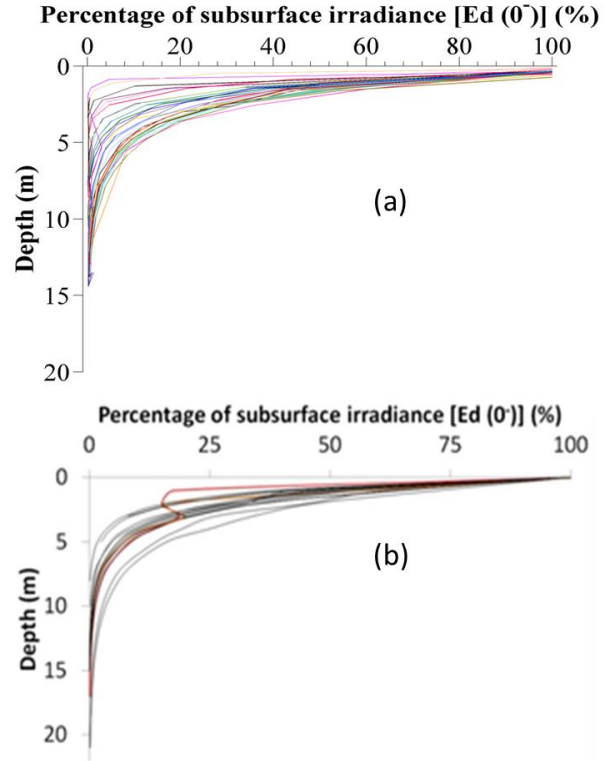 Percentage of subsurface irradiance [Ed (0⁻)] (%)
0 20 40 60 80 100
0
5
10
15
20
Depth (m)
(a)
Percentage of subsurface irradiance [Ed (0⁻)] (%)
0 25 50 75 100
0
5
10
15
20
Depth (m)
(b)